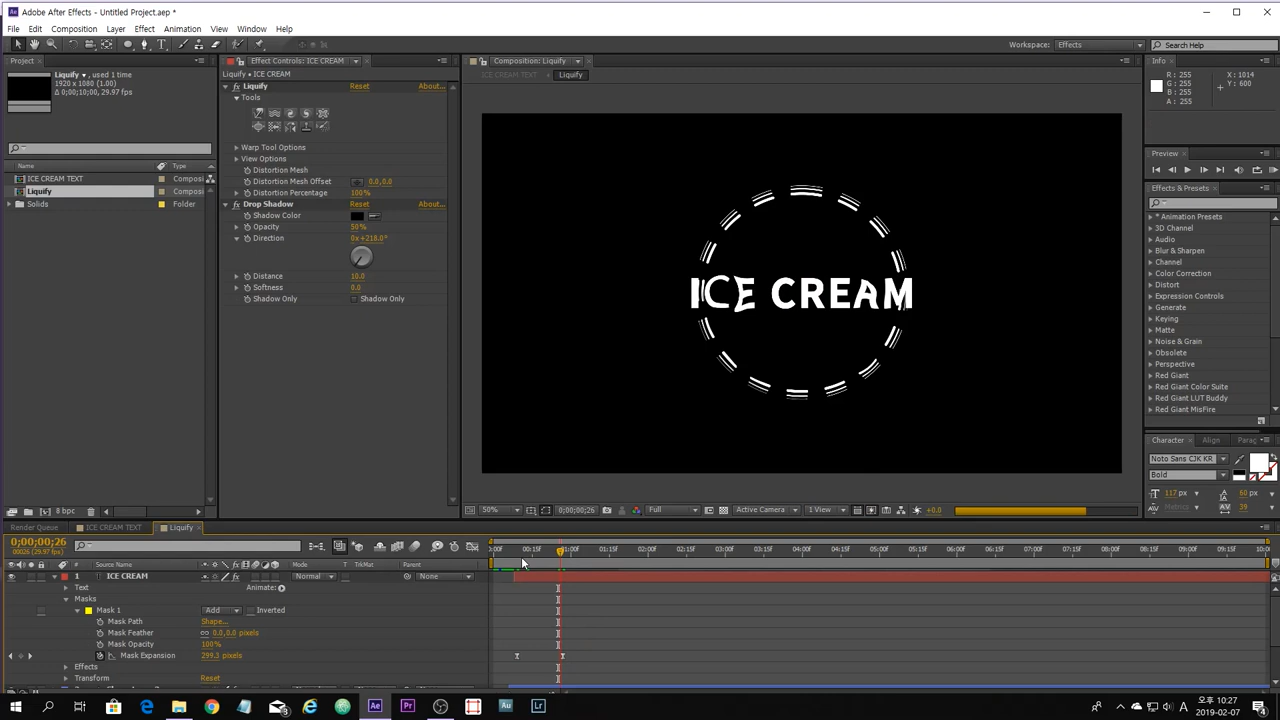 Adobe After Effects - Untitled Project.aep *
File Edit Composition Layer Effect Animation View Window Help
Workspace: Effects Search Help
Project
Liquify, used 1 time
1920 x 1080 (1.00)
Δ 0;00;10;00, 29.97 fps
Name Type
ICE CREAM TEXT Composi
Liquify Composi
Solids Folder
8 bpc
Effect Controls: ICE CREAM
Liquify • ICE CREAM
Liquify Reset About...
Tools
Warp Tool Options
View Options
Distortion Mesh
Distortion Mesh Offset 0.0,0.0
Distortion Percentage 100%
Drop Shadow Reset About...
Shadow Color
Opacity 50%
Direction 0x+218.0°
Distance 10.0
Softness 0.0
Shadow Only Shadow Only
Composition: Liquify
ICE CREAM TEXT Liquify
ICE CREAM
50% 0;00;00;26 Full Active Camera 1 View +0.0
Info
R: 255 X: 1014
G: 255 Y: 600
B: 255
A: 255
Preview
Effects & Presets
* Animation Presets
3D Channel
Audio
Blur & Sharpen
Channel
Color Correction
Distort
Expression Controls
Generate
Keying
Matte
Noise & Grain
Obsolete
Perspective
Red Giant
Red Giant Color Suite
Red Giant LUT Buddy
Red Giant MisFire
Character Align Parag
Noto Sans CJK KR
Bold
117 px 60 px
Metrics 39
Render Queue ICE CREAM TEXT Liquify
0;00;00;26
00026 (29.97 fps)
:00f 00:15f 01:00f 01:15f 02:00f 02:15f 03:00f 03:15f 04:00f 04:15f 05:00f 05:15f 06:00f 06:15f 07:00f 07:15f 08:00f 08:15f 09:00f 09:15f 10:0
# Layer Name Mode T TrkMat Parent
1 ICE CREAM Normal None
Text Animate:
Masks
Mask 1 Add Inverted
Mask Path Shape...
Mask Feather 0.0,0.0 pixels
Mask Opacity 100%
Mask Expansion 299.3 pixels
Effects
Transform Reset
오후 10:27
2019-02-07